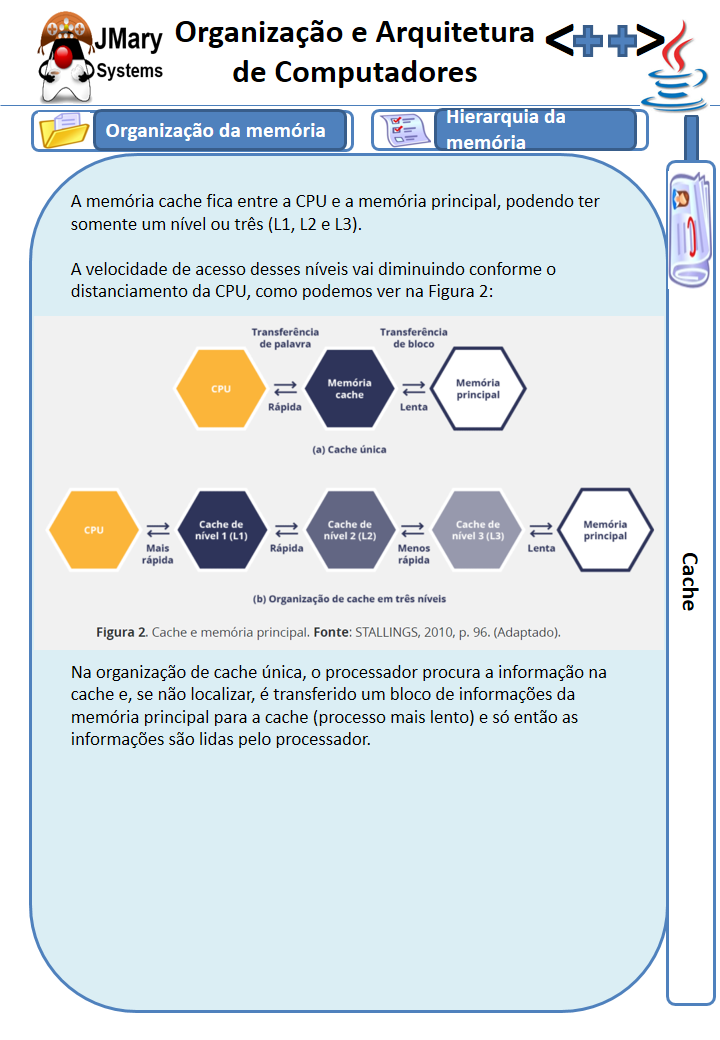 JMary
Systems
Organização e Arquitetura
de Computadores
<++>
Organização da memória
Hierarquia da
memória
A memória cache fica entre a CPU e a memória principal, podendo ter
somente um nível ou três (L1, L2 e L3).
A velocidade de acesso desses níveis vai diminuindo conforme o
distanciamento da CPU, como podemos ver na Figura 2:
Transferência
de palavra
Transferência
de bloco
CPU
Rápida
Memória
cache
Lenta
Memória
principal
(a) Cache única
CPU
Mais
rápida
Cache de
nível 1 (L1)
Rápida
Cache de
nível 2 (L2)
Menos
rápida
Cache de
nível 3 (L3)
Lenta
Memória
principal
(b) Organização de cache em três níveis
Figura 2. Cache e memória principal. Fonte: STALLINGS, 2010, p. 96. (Adaptado).
Na organização de cache única, o processador procura a informação na
cache e, se não localizar, é transferido um bloco de informações da
memória principal para a cache (processo mais lento) e só então as
informações são lidas pelo processador.
Cache